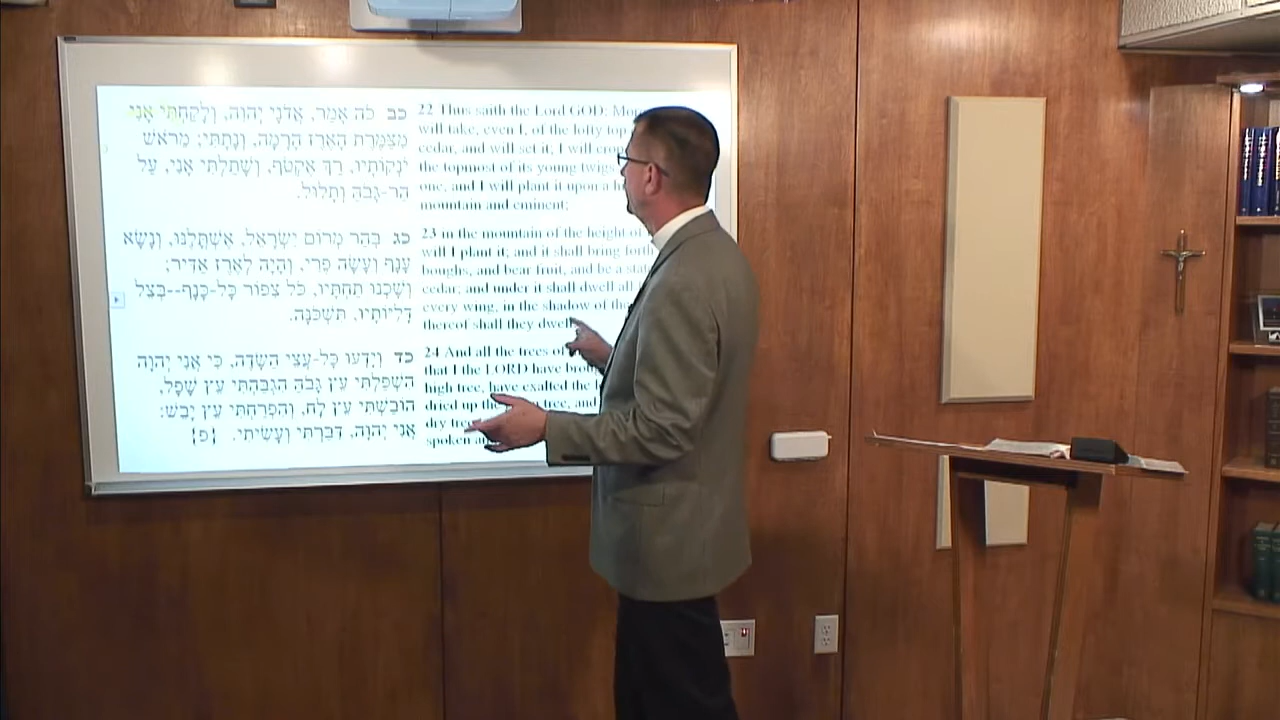 כב כֹּה אָמַר, אֲדֹנָי יְהוִה, וְלָקַחְתִּי אָנִי
מִצַּמֶּרֶת הָאֶרֶז הָרָמָה, וְנָתָתִּי; מֵרֹאשׁ
יֹנְקוֹתָיו, רַךְ אֶקְטֹף, וְשָׁתַלְתִּי אָנִי, עַל
הַר-גָּבֹהַּ וְתָלוּל.
22 Thus saith the Lord GOD:
will take, even I, of the lofty top
cedar, and will set it; I will crop
the topmost of its young twigs
one, and I will plant it upon a
mountain and eminent;
כג בְּהַר מְרוֹם יִשְׂרָאֵל, אֶשְׁתֳּלֶנּוּ, וְנָשָׂא
עָנָף וְעָשָׂה פֶרִי, וְהָיָה לְאֶרֶז אַדִּיר;
וְשָׁכְנוּ תַחְתָּיו, כֹּל צִפּוֹר כָּל-כָּנָף--בְּצֵל
דָּלִיּוֹתָיו, תִּשְׁכֹּנָּה.
23 in the mountain of the height of
will I plant it; and it shall bring forth
boughs, and bear fruit, and be a
cedar; and under it shall dwell all
every wing, in the shadow of
thereof shall they
כד וְיָדְעוּ כָּל-עֲצֵי הַשָּׂדֶה, כִּי אֲנִי יְהוָה
הִשְׁפַּלְתִּי עֵץ גָּבֹהַּ הִגְבַּהְתִּי עֵץ שָׁפָל,
הוֹבַשְׁתִּי עֵץ לָח, וְהִפְרַחְתִּי עֵץ יָבֵשׁ:
אֲנִי יְהוָה, דִּבַּרְתִּי וְעָשִׂיתִי. {פ}
24 And all the trees of
that I the LORD have
high tree, have exalted the
dried up the tree, and
dry
spoken